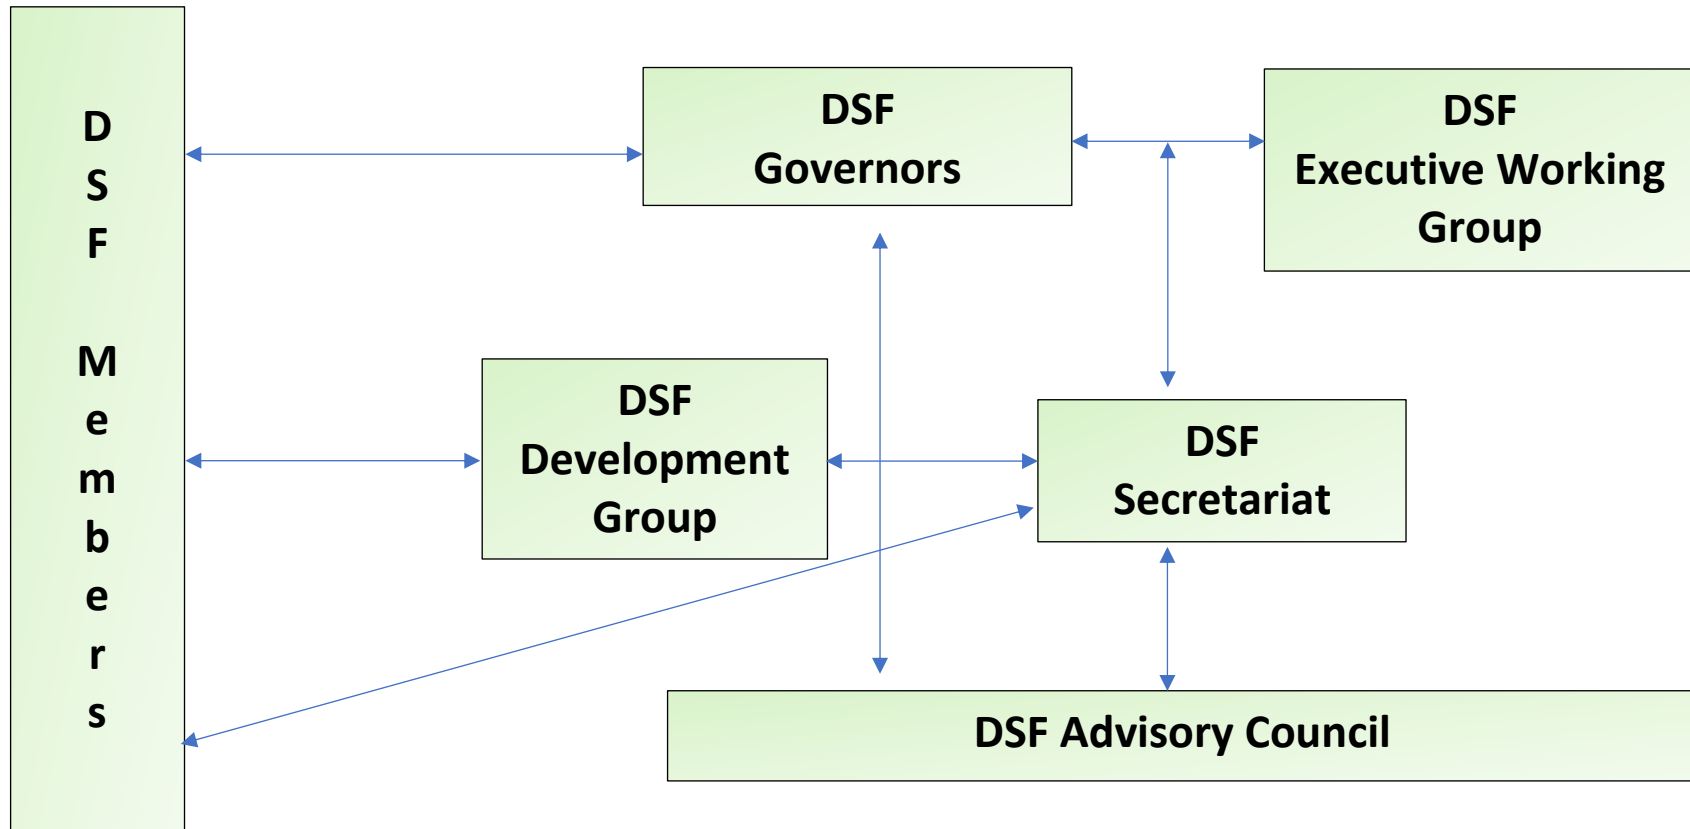 D
S
F
M
e
m
b
e
r
s
DSF
Governors
DSF
Executive Working
Group
DSF
Development
Group
DSF
Secretariat
DSF Advisory Council